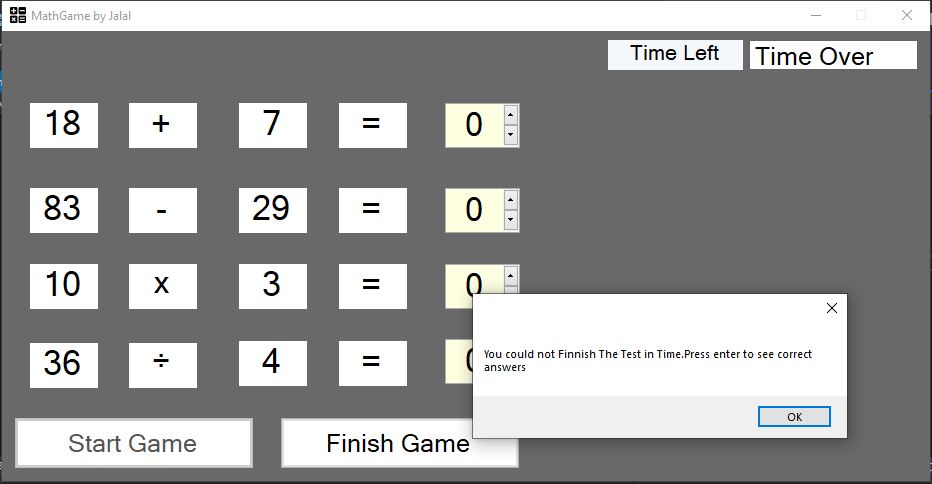 MathGame by Jalal
Time Left Time Over
18 + 7 = 0
83 - 29 = 0
10 x 3 = 0
36 ÷ 4 =
You could not Finnish The Test in Time.Press enter to see correct
answers
OK
Start Game Finish Game